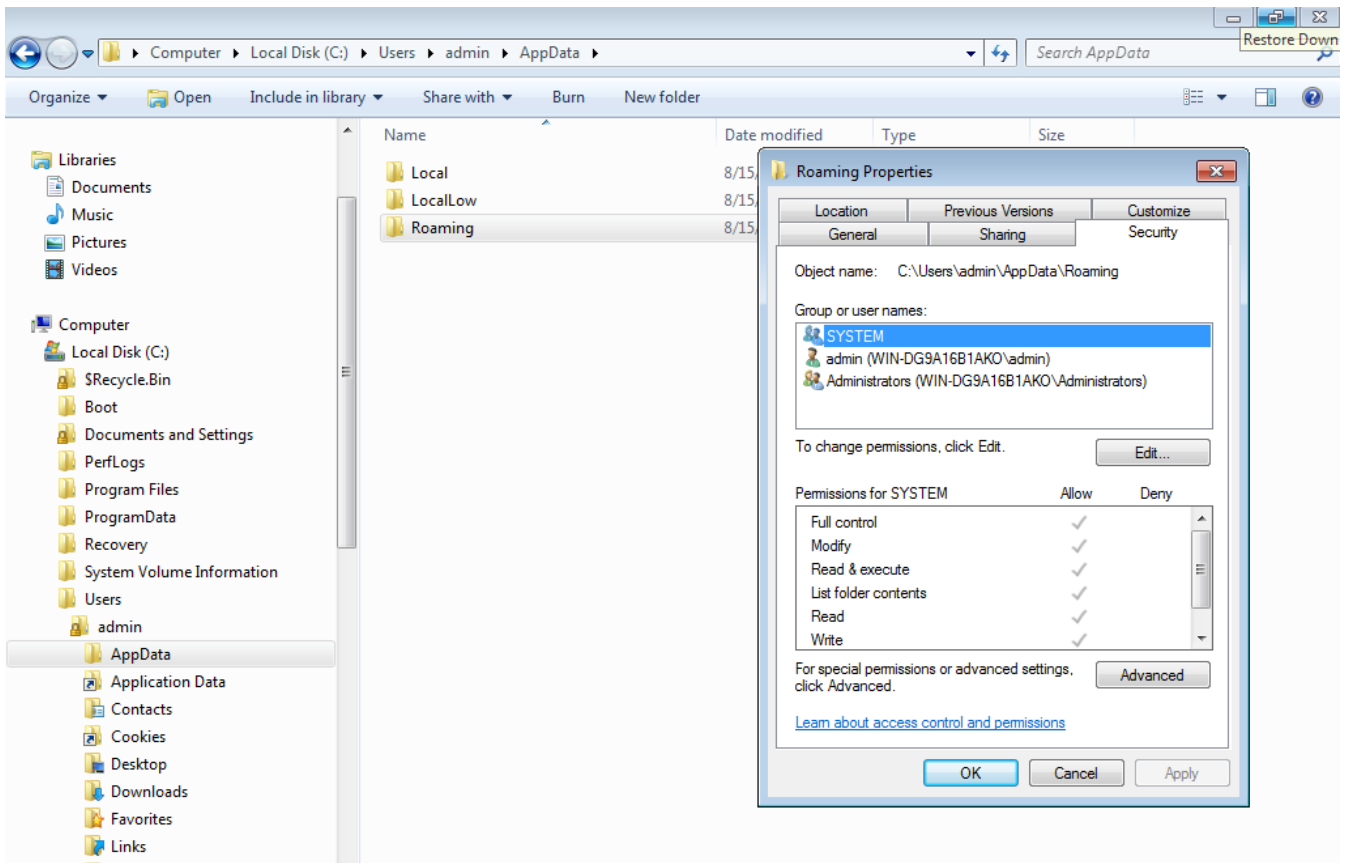 Computer ▸ Local Disk (C:) ▸ Users ▸ admin ▸ AppData ▸
Search AppData
Restore Down
Organize Open Include in library Share with Burn New folder
Libraries
Documents
Music
Pictures
Videos
Computer
Local Disk (C:)
$Recycle.Bin
Boot
Documents and Settings
PerfLogs
Program Files
ProgramData
Recovery
System Volume Information
Users
admin
AppData
Application Data
Contacts
Cookies
Desktop
Downloads
Favorites
Links
Name Date modified Type Size
Local 8/15/
LocalLow 8/15/
Roaming 8/15/
Roaming Properties
Location Previous Versions Customize
General Sharing Security
Object name: C:\Users\admin\AppData\Roaming
Group or user names:
SYSTEM
admin (WIN-DG9A16B1AKO\admin)
Administrators (WIN-DG9A16B1AKO\Administrators)
To change permissions, click Edit. Edit...
Permissions for SYSTEM Allow Deny
Full control
Modify
Read & execute
List folder contents
Read
Write
For special permissions or advanced settings,
click Advanced. Advanced
Learn about access control and permissions
OK Cancel Apply